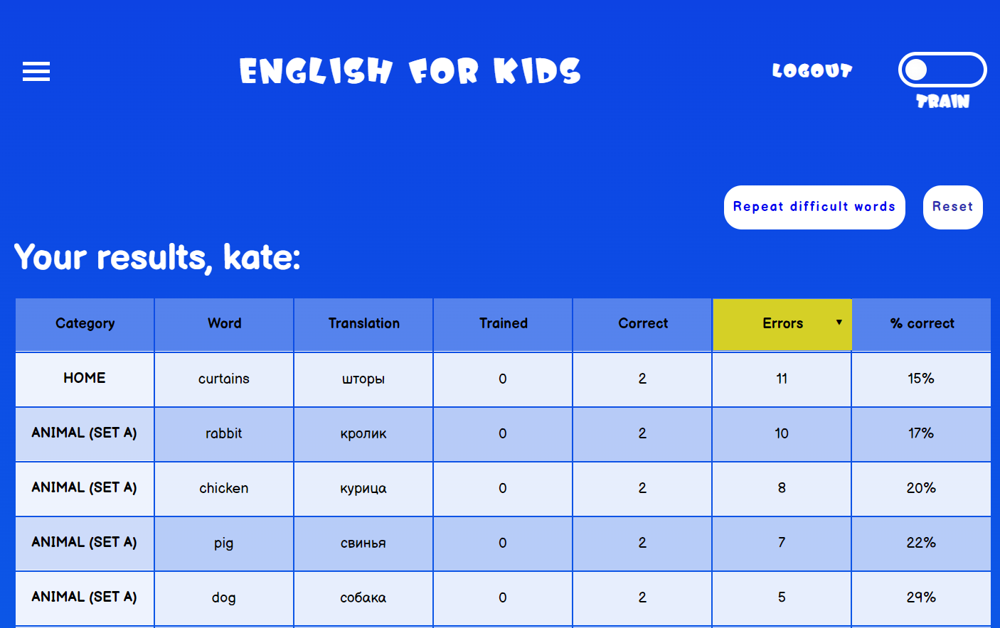 ENGLISH FOR KIDS
LOGOUT
TRAIN
Repeat difficult words
Reset
Your results, kate:
Category Word Translation Trained Correct Errors ▼ % correct
HOME curtains шторы 0 2 11 15%
ANIMAL (SET A) rabbit кролик 0 2 10 17%
ANIMAL (SET A) chicken курица 0 2 8 20%
ANIMAL (SET A) pig свинья 0 2 7 22%
ANIMAL (SET A) dog собака 0 2 5 29%